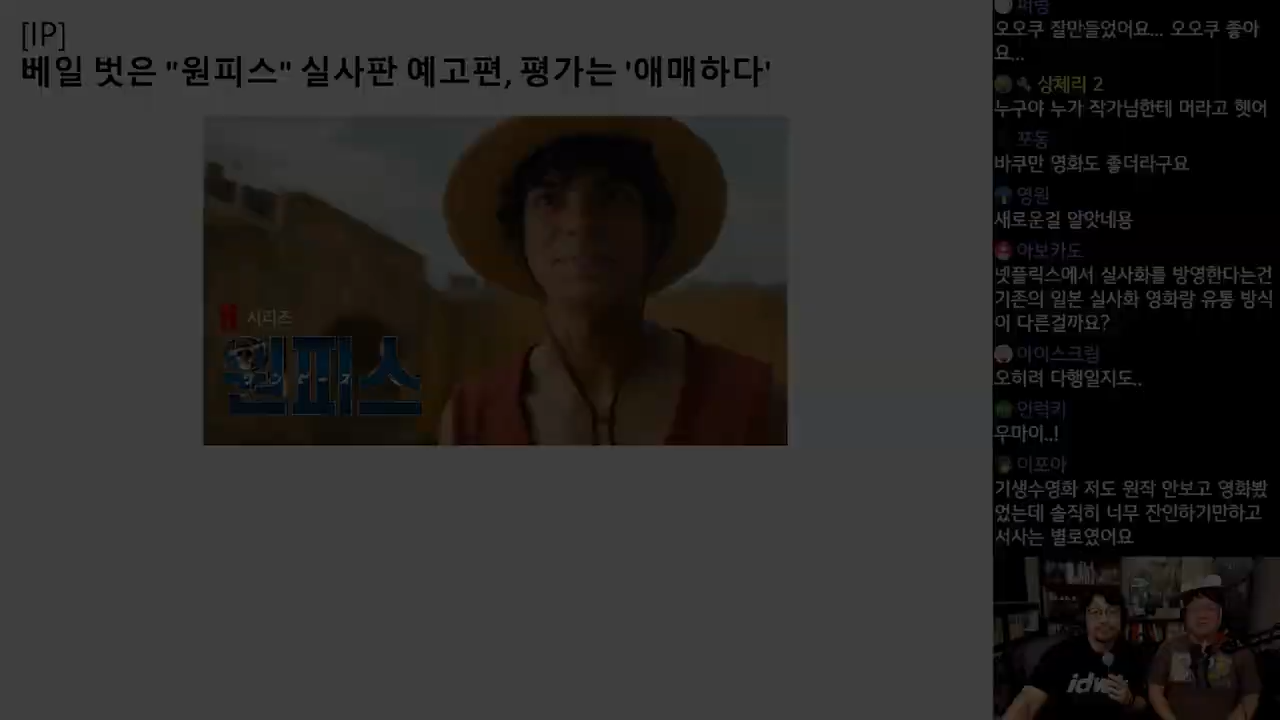 [IP]
베일 벗은 "원피스" 실사판 예고편, 평가는 '애매하다'
시리즈
원피스
퍼렁
오오쿠 잘만들었어요... 오오쿠 좋아
요...
상체리 2
누구야 누가 작가님한테 머라고 헷어
쪼동
바쿠만 영화도 좋더라구요
영원
새로운걸 알앗네용
아보카도
넷플릭스에서 실사화를 방영한다는건
기존의 일본 실사화 영화랑 유통 방식
이 다른걸까요?
아이스크림
오히려 다행일지도..
언럭키
우마이..!
이포아
기생수영화 저도 원작 안보고 영화봤
었는데 솔직히 너무 잔인하기만하고
서사는 별로였어요
idw